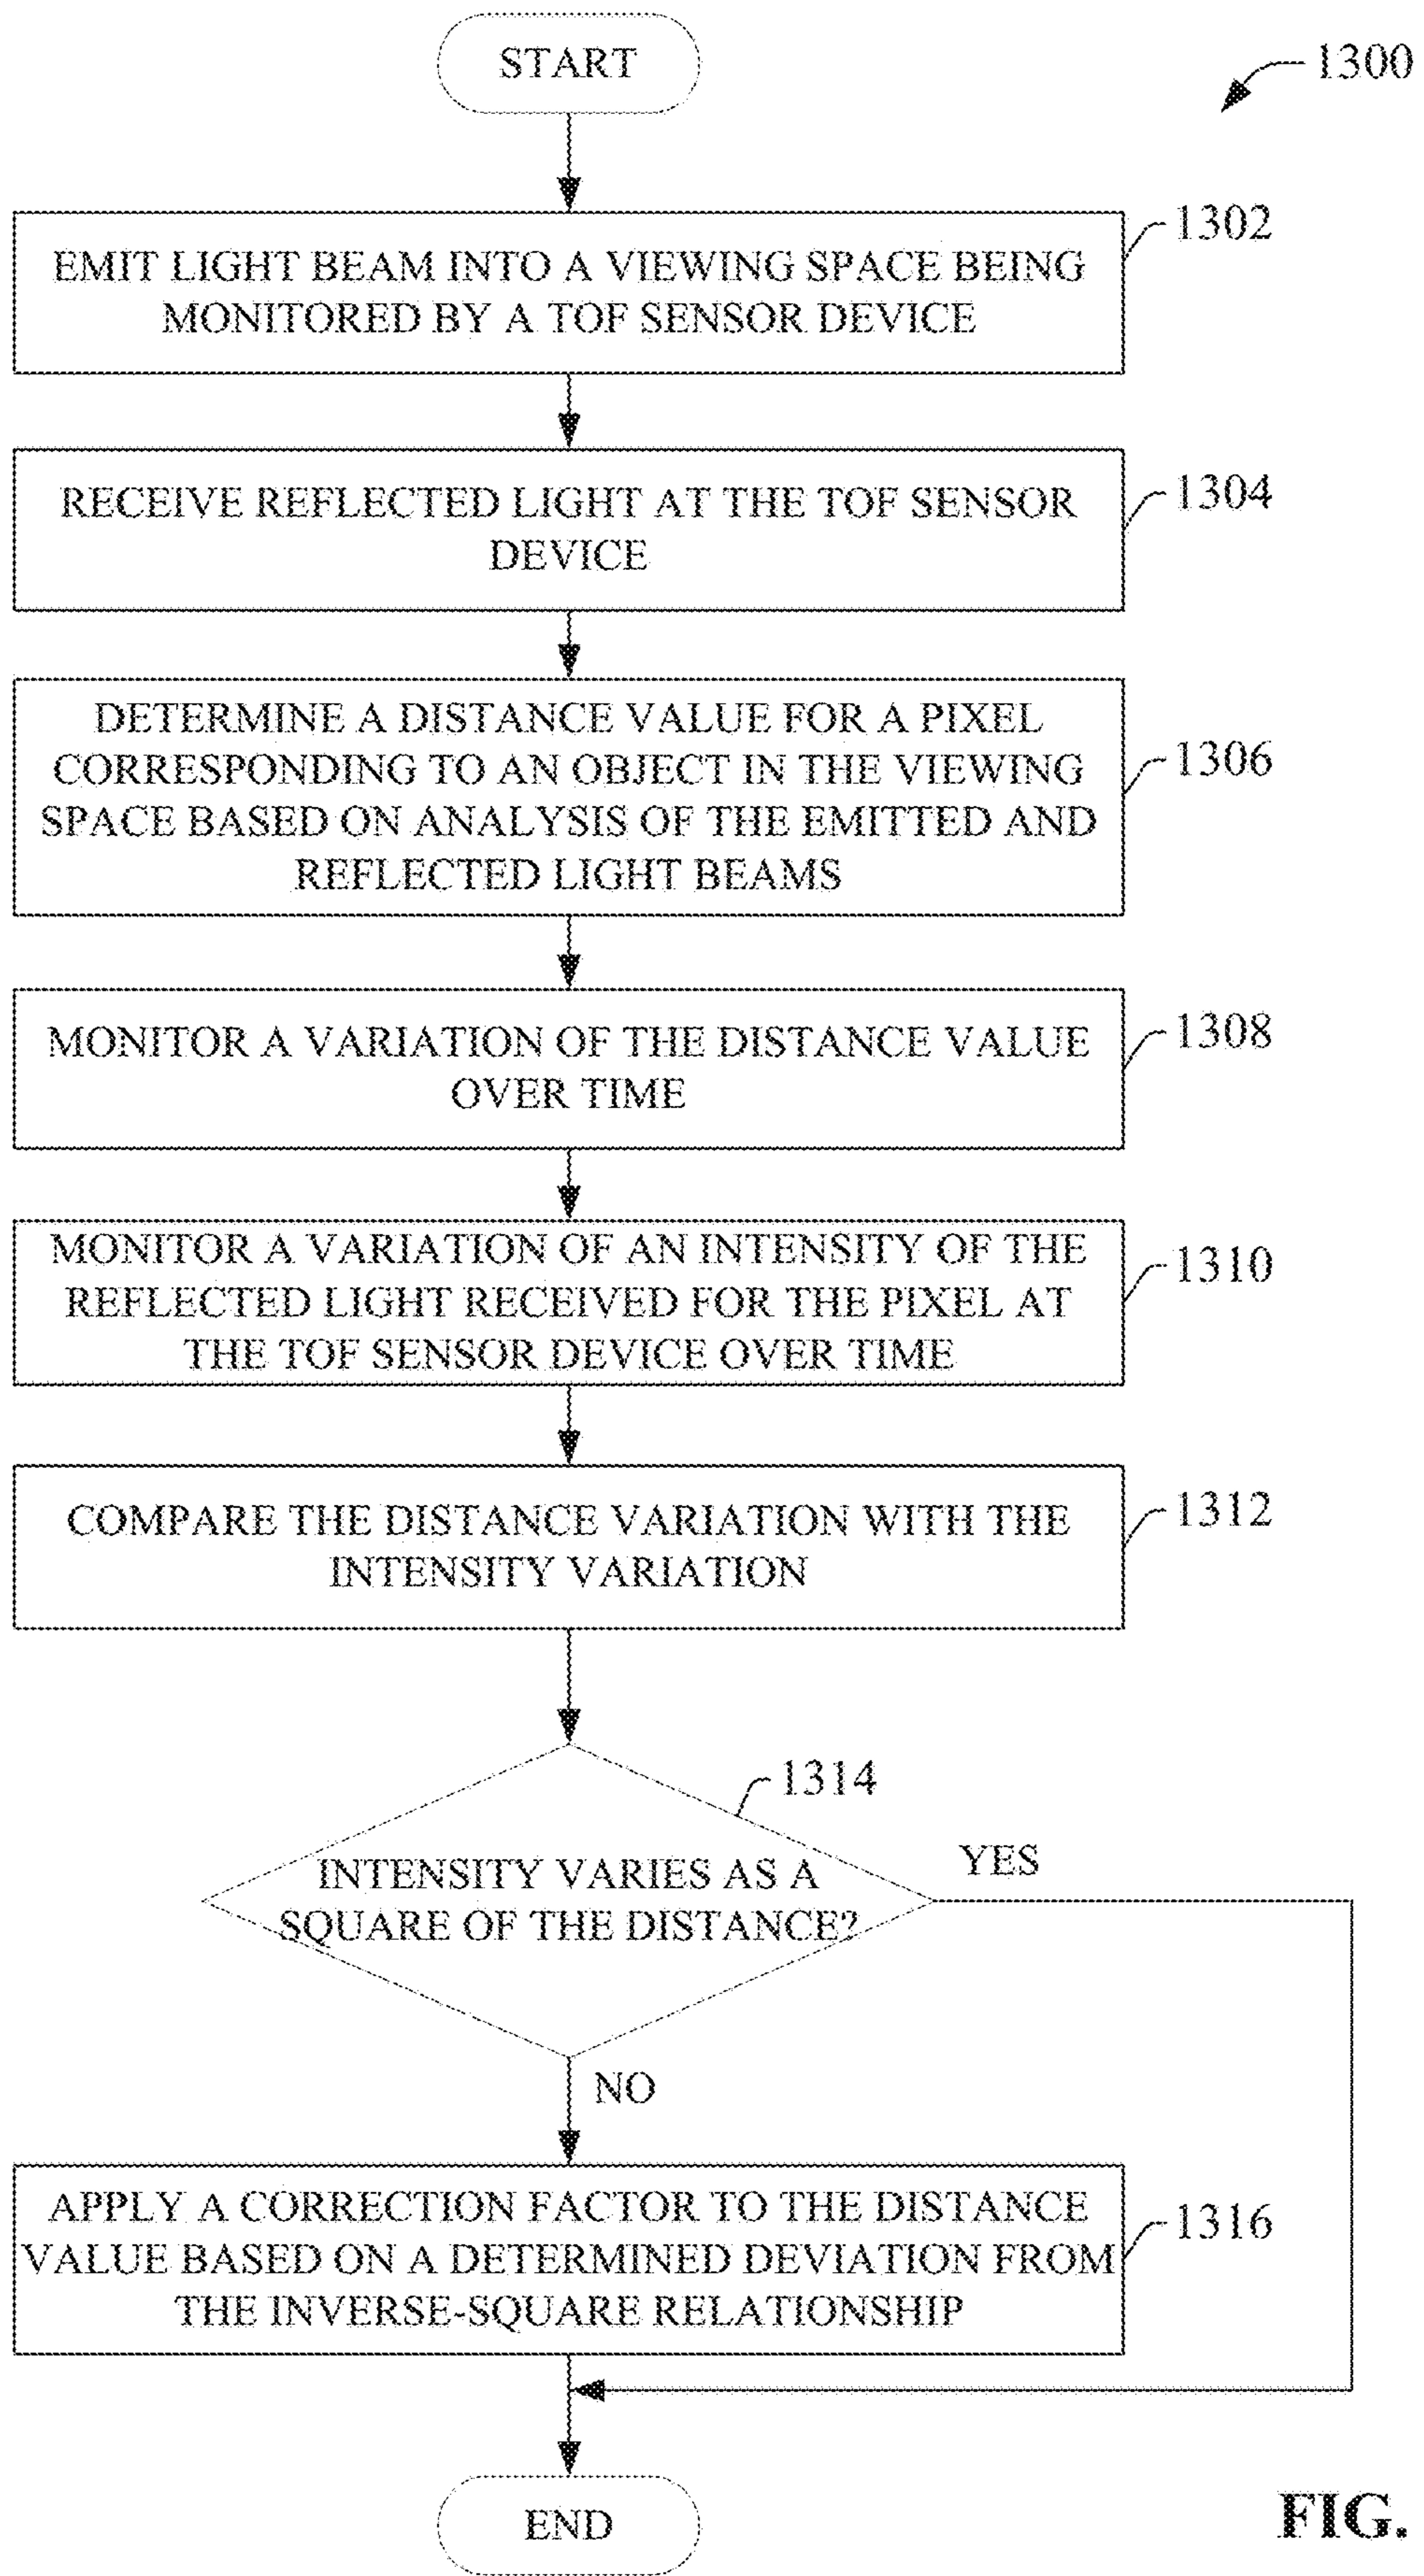 START
1300
1302
EMIT LIGHT BEAM INTO A VIEWING SPACE BEING
MONITORED BY A TOF SENSOR DEVICE
1304
RECEIVE REFLECTED LIGHT AT THE TOF SENSOR
DEVICE
1306
DETERMINE A DISTANCE VALUE FOR A PIXEL
CORRESPONDING TO AN OBJECT IN THE VIEWING
SPACE BASED ON ANALYSIS OF THE EMITTED AND
REFLECTED LIGHT BEAMS
1308
MONITOR A VARIATION OF THE DISTANCE VALUE
OVER TIME
1310
MONITOR A VARIATION OF AN INTENSITY OF THE
REFLECTED LIGHT RECEIVED FOR THE PIXEL AT
THE TOF SENSOR DEVICE OVER TIME
1312
COMPARE THE DISTANCE VARIATION WITH THE
INTENSITY VARIATION
1314
INTENSITY VARIES AS A
SQUARE OF THE DISTANCE?
YES
NO
1316
APPLY A CORRECTION FACTOR TO THE DISTANCE
VALUE BASED ON A DETERMINED DEVIATION FROM
THE INVERSE-SQUARE RELATIONSHIP
END
FIG.